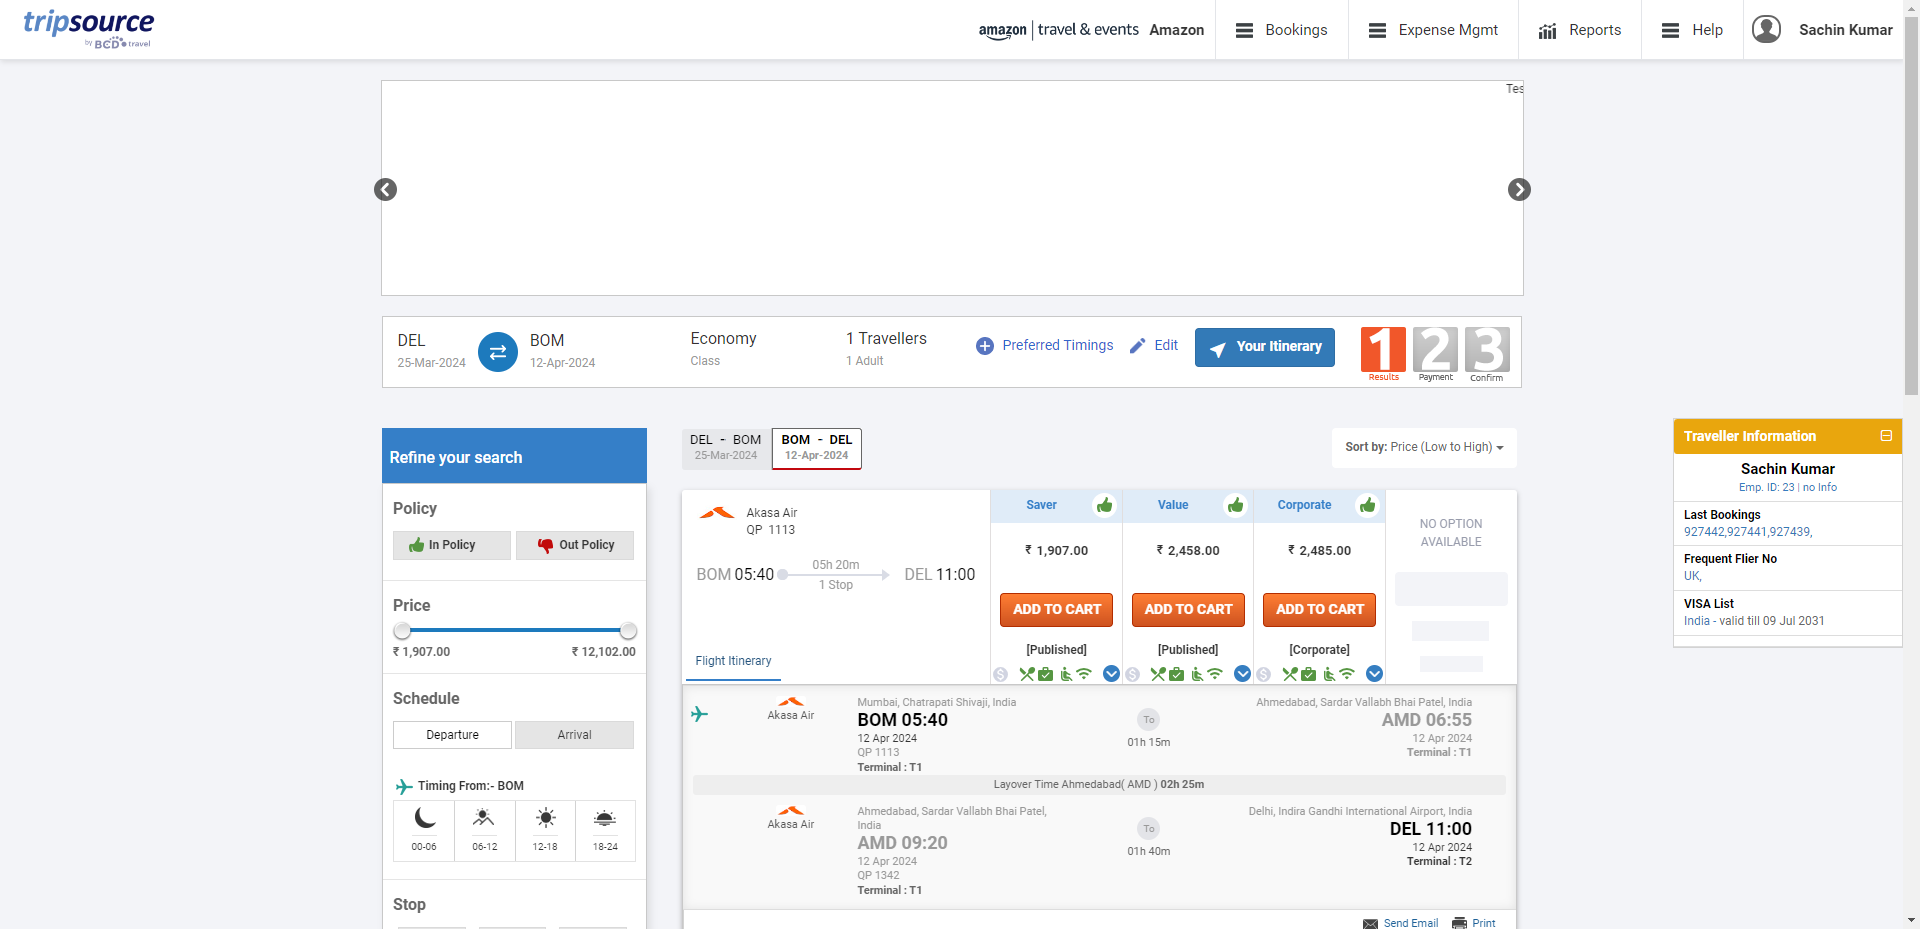 tripsource
by BCD travel
amazon | travel & events Amazon
Bookings
Expense Mgmt
Reports
Help
Sachin Kumar
Tes
DEL
25-Mar-2024
BOM
12-Apr-2024
Economy
Class
1 Travellers
1 Adult
Preferred Timings
Edit
Your Itinerary
1 2 3
Results Payment Confirm
Refine your search
Policy
In Policy
Out Policy
Price
₹ 1,907.00
₹ 12,102.00
Schedule
Departure
Arrival
Timing From:- BOM
00-06
06-12
12-18
18-24
Stop
DEL - BOM
25-Mar-2024
BOM - DEL
12-Apr-2024
Sort by: Price (Low to High)
Akasa Air
QP 1113
BOM 05:40
05h 20m
1 Stop
DEL 11:00
Flight Itinerary
Saver
₹ 1,907.00
ADD TO CART
[Published]
Value
₹ 2,458.00
ADD TO CART
[Published]
Corporate
₹ 2,485.00
ADD TO CART
[Corporate]
NO OPTION
AVAILABLE
Akasa Air
Mumbai, Chatrapati Shivaji, India
BOM 05:40
12 Apr 2024
QP 1113
Terminal : T1
To
01h 15m
Ahmedabad, Sardar Vallabh Bhai Patel, India
AMD 06:55
12 Apr 2024
Terminal : T1
Layover Time Ahmedabad( AMD ) 02h 25m
Akasa Air
Ahmedabad, Sardar Vallabh Bhai Patel,
India
AMD 09:20
12 Apr 2024
QP 1342
Terminal : T1
To
01h 40m
Delhi, Indira Gandhi International Airport, India
DEL 11:00
12 Apr 2024
Terminal : T2
Send Email
Print
Traveller Information
Sachin Kumar
Emp. ID: 23 | no Info
Last Bookings
927442,927441,927439,
Frequent Flier No
UK,
VISA List
India - valid till 09 Jul 2031